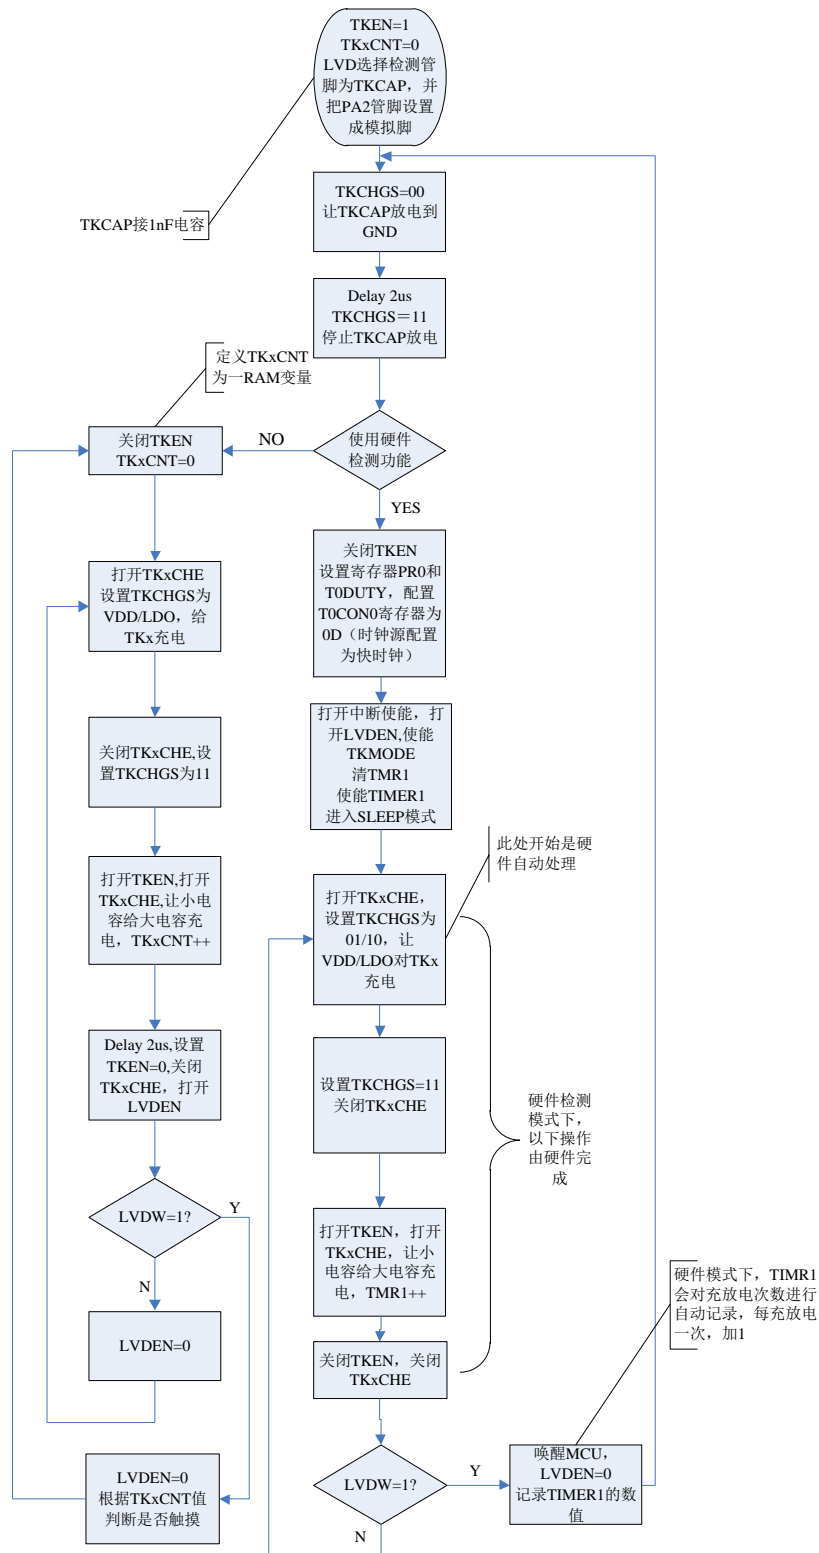 TKEN=1
TKxCNT=0
LVD选择检测管
脚为TKCAP，并
把PA2管脚设置
成模拟脚
TKCAP接1nF电容
TKCHGS=00
让TKCAP放电到
GND
Delay 2us
TKCHGS＝11
停止TKCAP放电
定义TKxCNT
为一RAM变量
关闭TKEN
TKxCNT=0
NO
使用硬件
检测功能
YES
打开TKxCHE
设置TKCHGS为
VDD/LDO，给
TKx充电
关闭TKEN
设置寄存器PR0和
T0DUTY，配置
T0CON0寄存器为
0D（时钟源配置
为快时钟）
关闭TKxCHE,设
置TKCHGS为11
打开中断使能，打
开LVDEN,使能
TKMODE
清TMR1
使能TIMER1
进入SLEEP模式
此处开始是硬
件自动处理
打开TKEN,打开
TKxCHE,让小电
容给大电容充
电，TKxCNT++
打开TKxCHE，
设置TKCHGS为
01/10，让
VDD/LDO对TKx
充电
Delay 2us,设置
TKEN=0,关闭
TKxCHE，打开
LVDEN
设置TKCHGS=11
关闭TKxCHE
硬件检测
模式下，
以下操作
由硬件完
成
LVDW=1?
Y
N
打开TKEN，打开
TKxCHE，让小
电容给大电容充
电，TMR1++
硬件模式下，TIMR1
会对充放电次数进行
自动记录，每充放电
一次，加1
LVDEN=0
关闭TKEN，关闭
TKxCHE
LVDEN=0
根据TKxCNT值
判断是否触摸
LVDW=1?
Y
N
唤醒MCU，
LVDEN=0
记录TIMER1的数
值